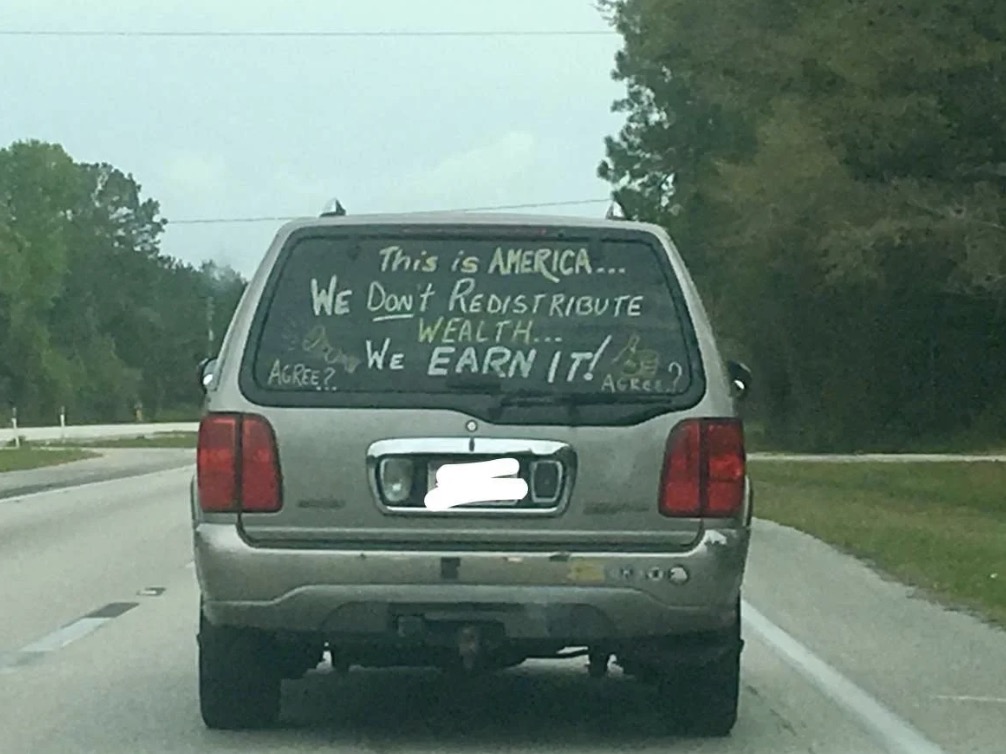 This is AMERICA...
WE DON't REDISTRIBUTE
WEALTH...
WE EARN IT!
AGREE?
AGREE?